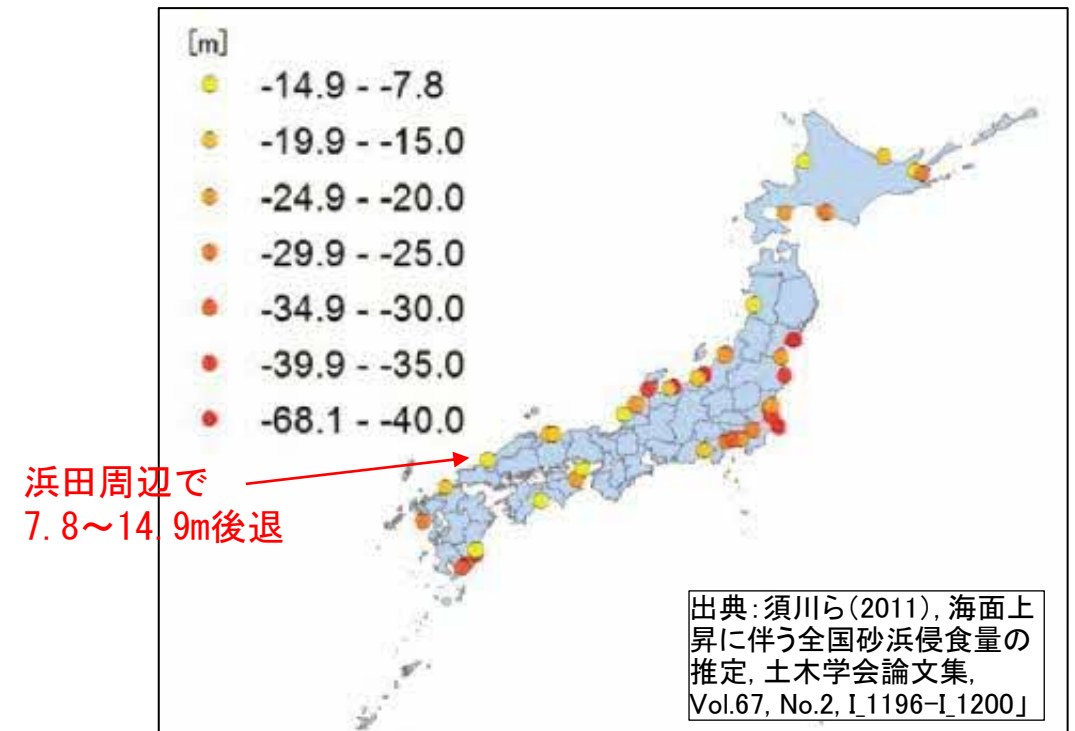 [m]
-14.9 - -7.8
-19.9 - -15.0
-24.9 - -20.0
-29.9 - -25.0
-34.9 - -30.0
-39.9 - -35.0
-68.1 - -40.0
浜田周辺で
7.8～14.9m後退
出典：須川ら（2011）, 海面上
昇に伴う全国砂浜侵食量の
推定, 土木学会論文集,
Vol.67, No.2, I_1196-I_1200」